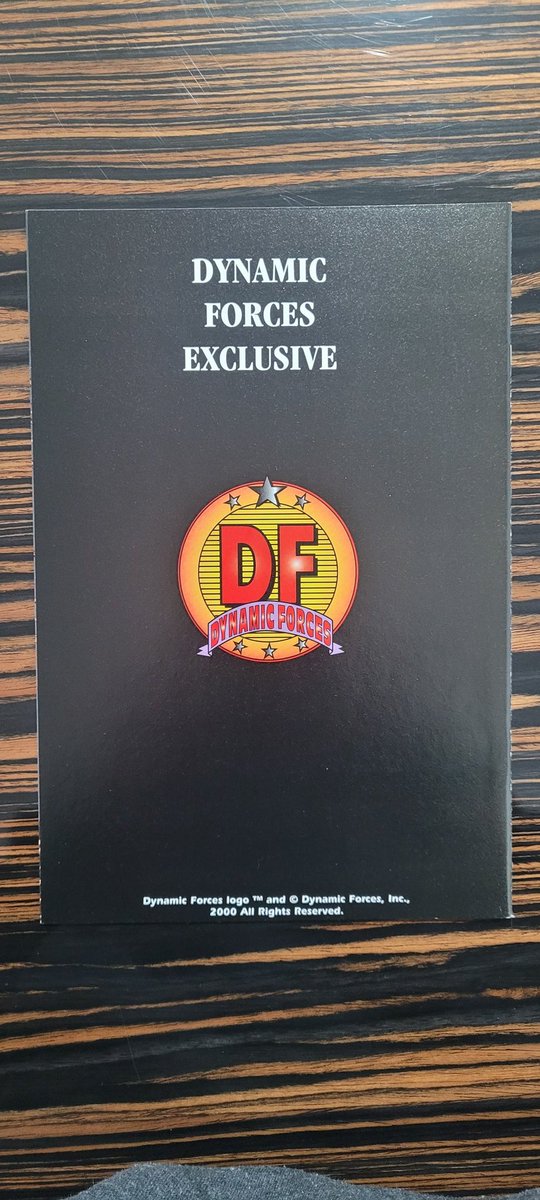 DYNAMIC
FORCES
EXCLUSIVE
DF
DYNAMIC FORCES
Dynamic Forces logo ™ and © Dynamic Forces, Inc.,
2000 All Rights Reserved.